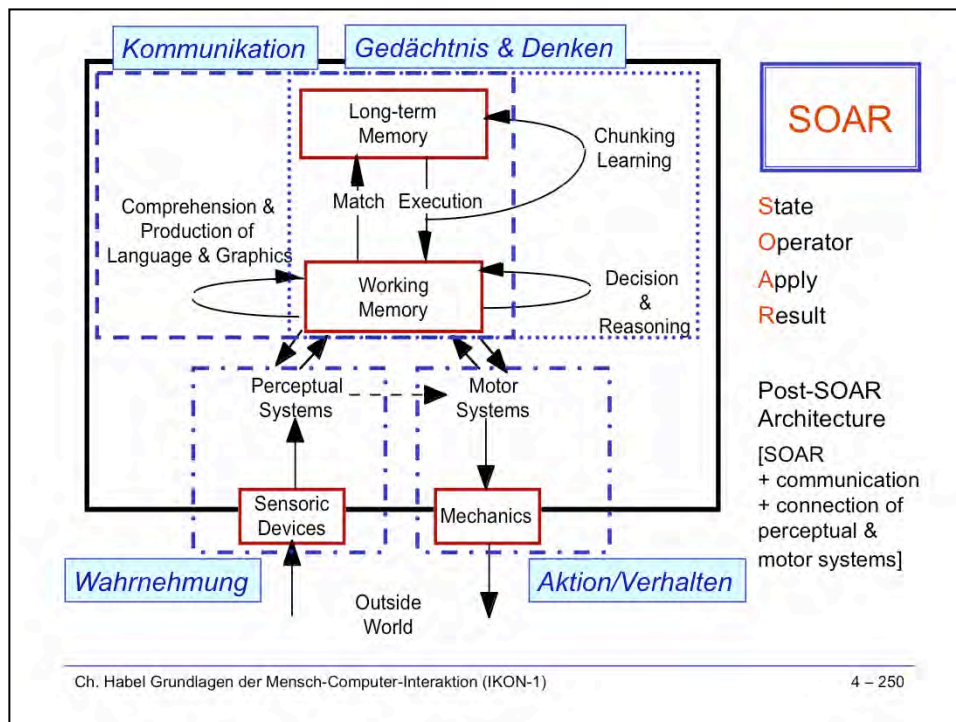 Kommunikation
Gedächtnis & Denken
Long-term
Memory
Chunking
Learning
Match
Execution
Comprehension &
Production of
Language & Graphics
Working
Memory
Decision
&
Reasoning
Perceptual
Systems
Motor
Systems
Sensoric
Devices
Mechanics
Wahrnehmung
Aktion/Verhalten
Outside
World
SOAR
State
Operator
Apply
Result
Post-SOAR
Architecture
[SOAR
+ communication
+ connection of
perceptual &
motor systems]
Ch. Habel Grundlagen der Mensch-Computer-Interaktion (IKON-1)
4 – 250